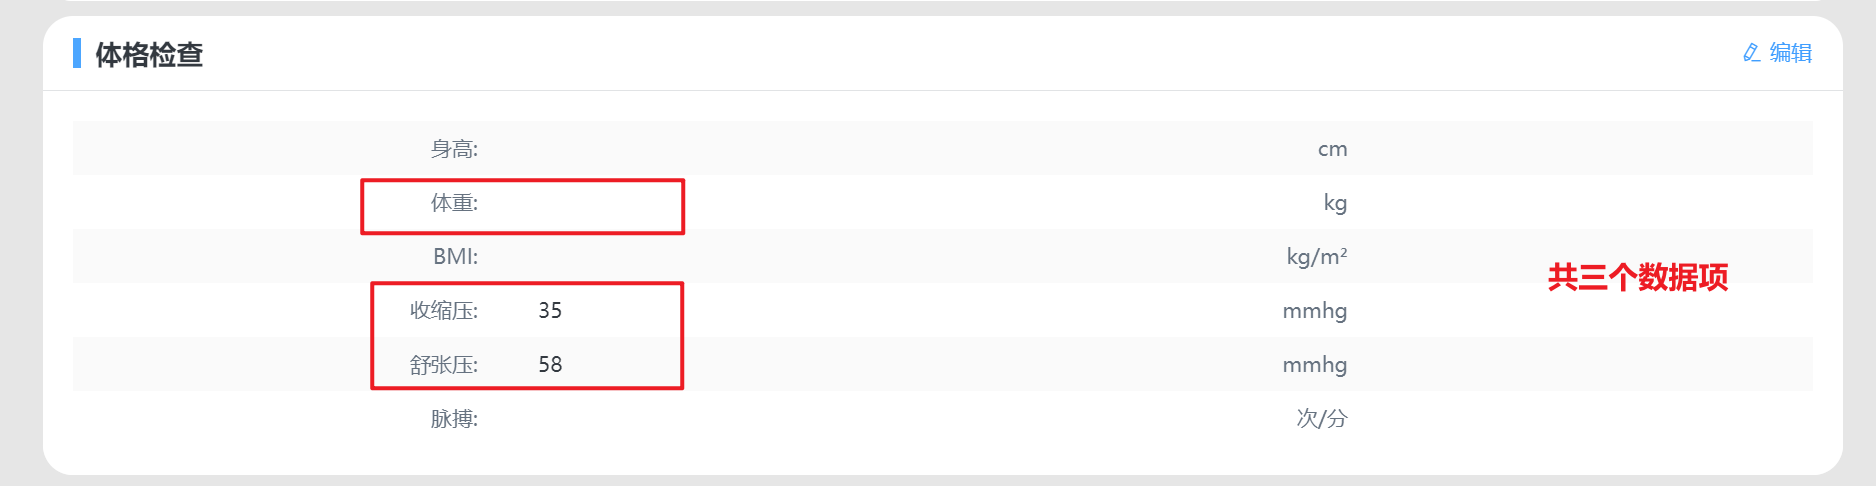 体格检查
编辑
身高: cm
体重: kg
BMI: kg/m²
共三个数据项
收缩压: 35 mmhg
舒张压: 58 mmhg
脉搏: 次/分